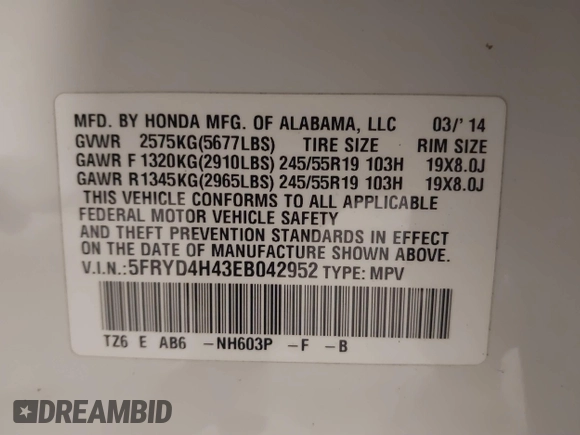 MFD. BY HONDA MFG. OF ALABAMA, LLC 03/' 14
GVWR 2575KG(5677LBS) TIRE SIZE RIM SIZE
GAWR F 1320KG(2910LBS) 245/55R19 103H 19X8.0J
GAWR R 1345KG(2965LBS) 245/55R19 103H 19X8.0J
THIS VEHICLE CONFORMS TO ALL APPLICABLE
FEDERAL MOTOR VEHICLE SAFETY
AND THEFT PREVENTION STANDARDS IN EFFECT
ON THE DATE OF MANUFACTURE SHOWN ABOVE.
V.I.N.:5FRYD4H43EB042952 TYPE: MPV
TZ6 E AB6 -NH603P -F -B
DREAMBID